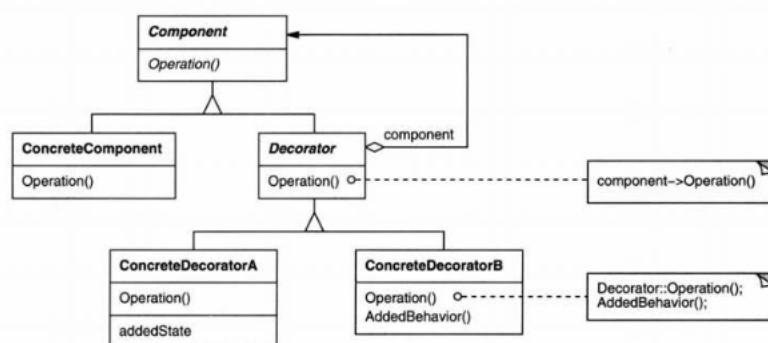 Component
Operation()
component
ConcreteComponent
Operation()
Decorator
Operation()
component–>Operation()
ConcreteDecoratorA
Operation()
addedState
ConcreteDecoratorB
Operation()
AddedBehavior()
Decorator::Operation();
AddedBehavior();